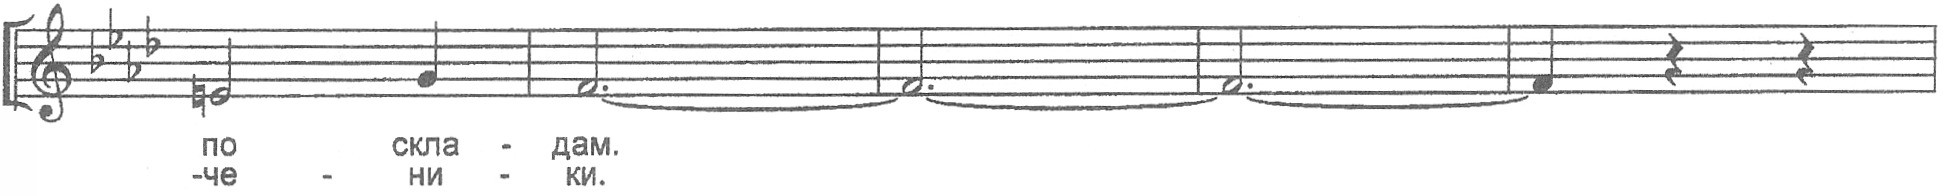 по скла - дам.
-че - ни - ки.